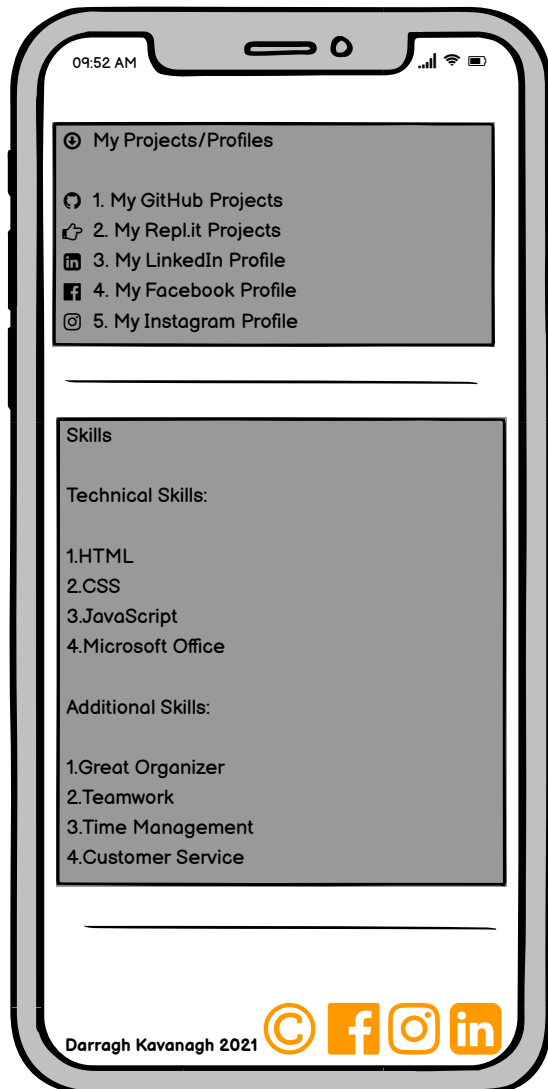 09:52 AM
My Projects/Profiles
1. My GitHub Projects
2. My Repl.it Projects
3. My LinkedIn Profile
4. My Facebook Profile
5. My Instagram Profile
Skills
Technical Skills:
1.HTML
2.CSS
3.JavaScript
4.Microsoft Office
Additional Skills:
1.Great Organizer
2.Teamwork
3.Time Management
4.Customer Service
Darragh Kavanagh 2021